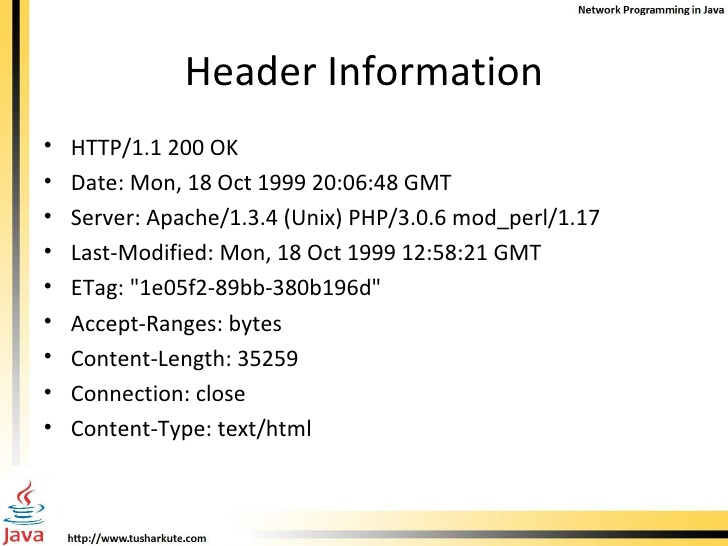 Network Programming in Java
Header Information
• HTTP/1.1 200 OK
• Date: Mon, 18 Oct 1999 20:06:48 GMT
• Server: Apache/1.3.4 (Unix) PHP/3.0.6 mod_perl/1.17
• Last-Modified: Mon, 18 Oct 1999 12:58:21 GMT
• ETag: "1e05f2-89bb-380b196d"
• Accept-Ranges: bytes
• Content-Length: 35259
• Connection: close
• Content-Type: text/html
Java
http://www.tusharkute.com